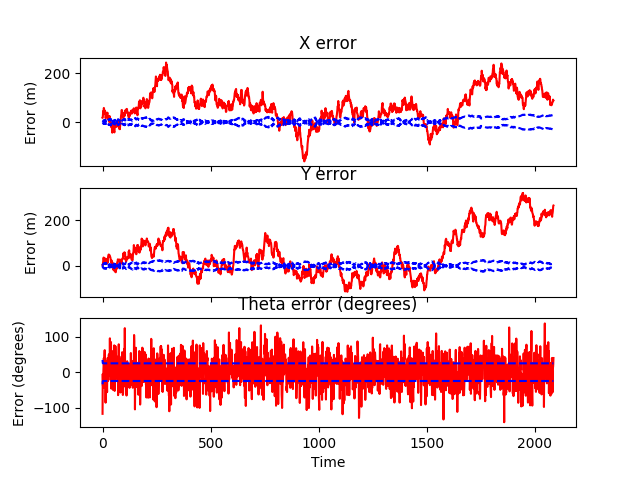 X error
Error (m)
200
0
Y error
Error (m)
200
0
Theta error (degrees)
Error (degrees)
100
0
−100
0
500
1000
1500
2000
Time